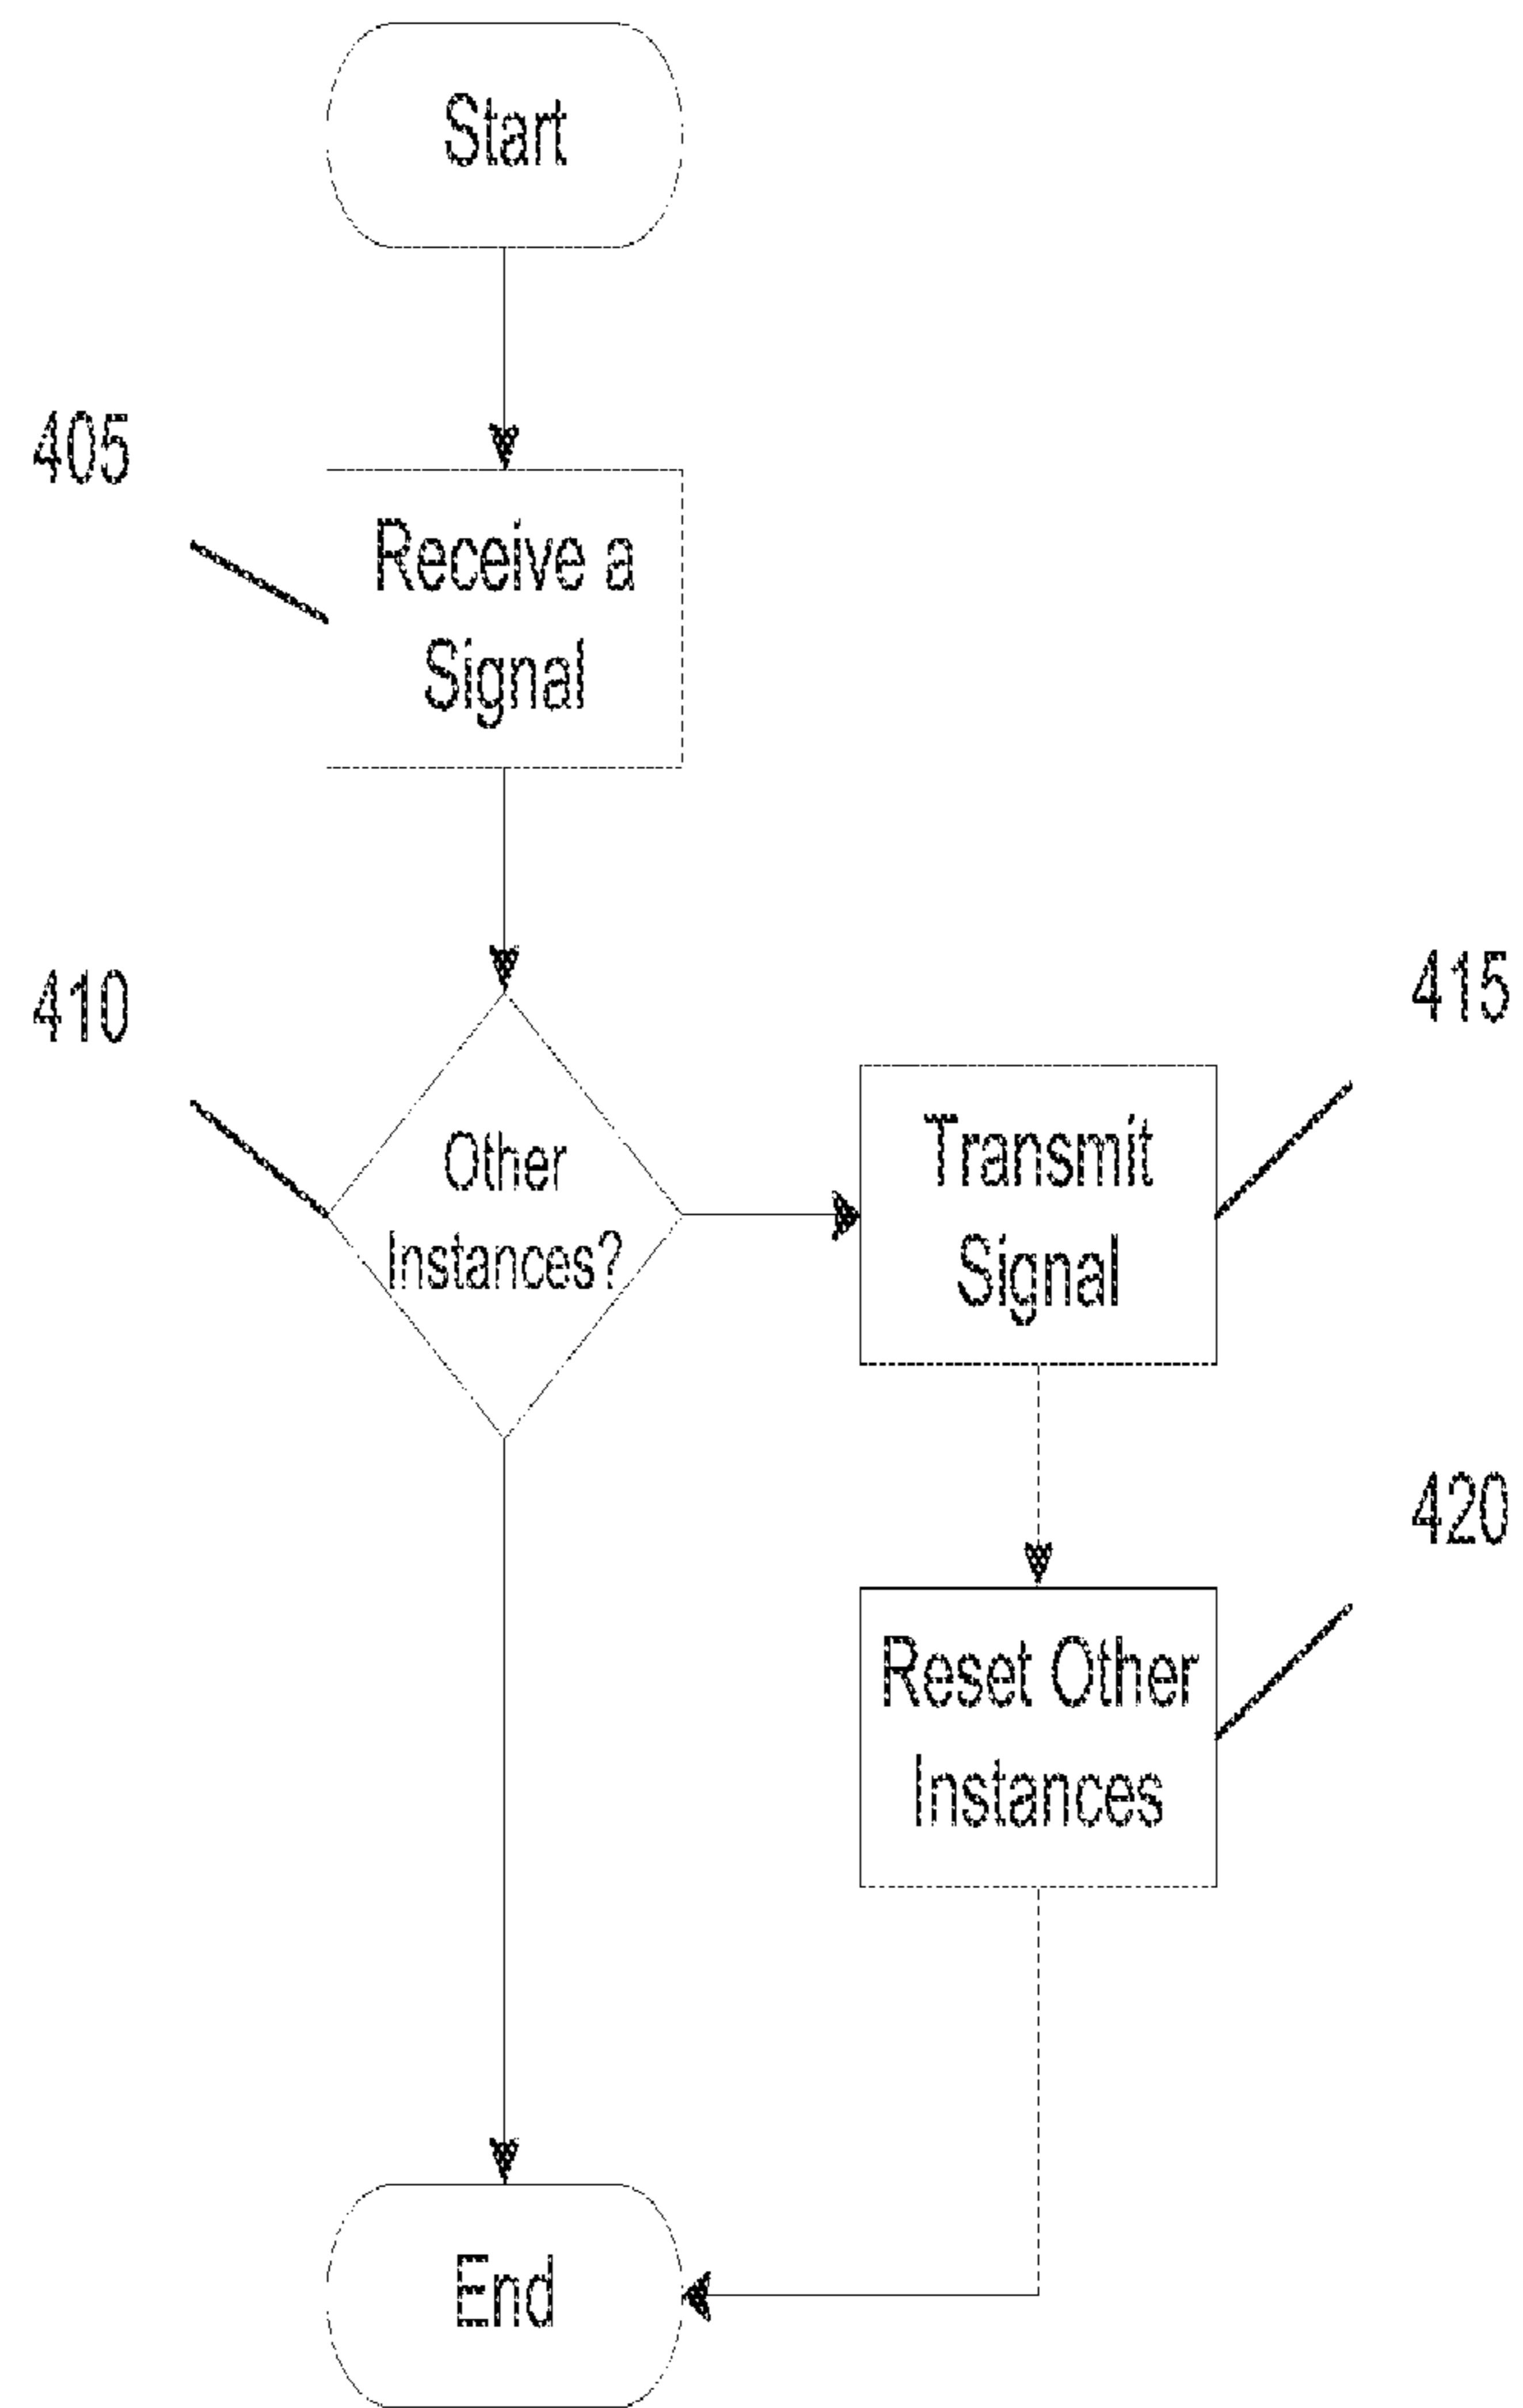 Start
405
Receive a
Signal
410
Other
Instances?
415
Transmit
Signal
420
Reset Other
Instances
End